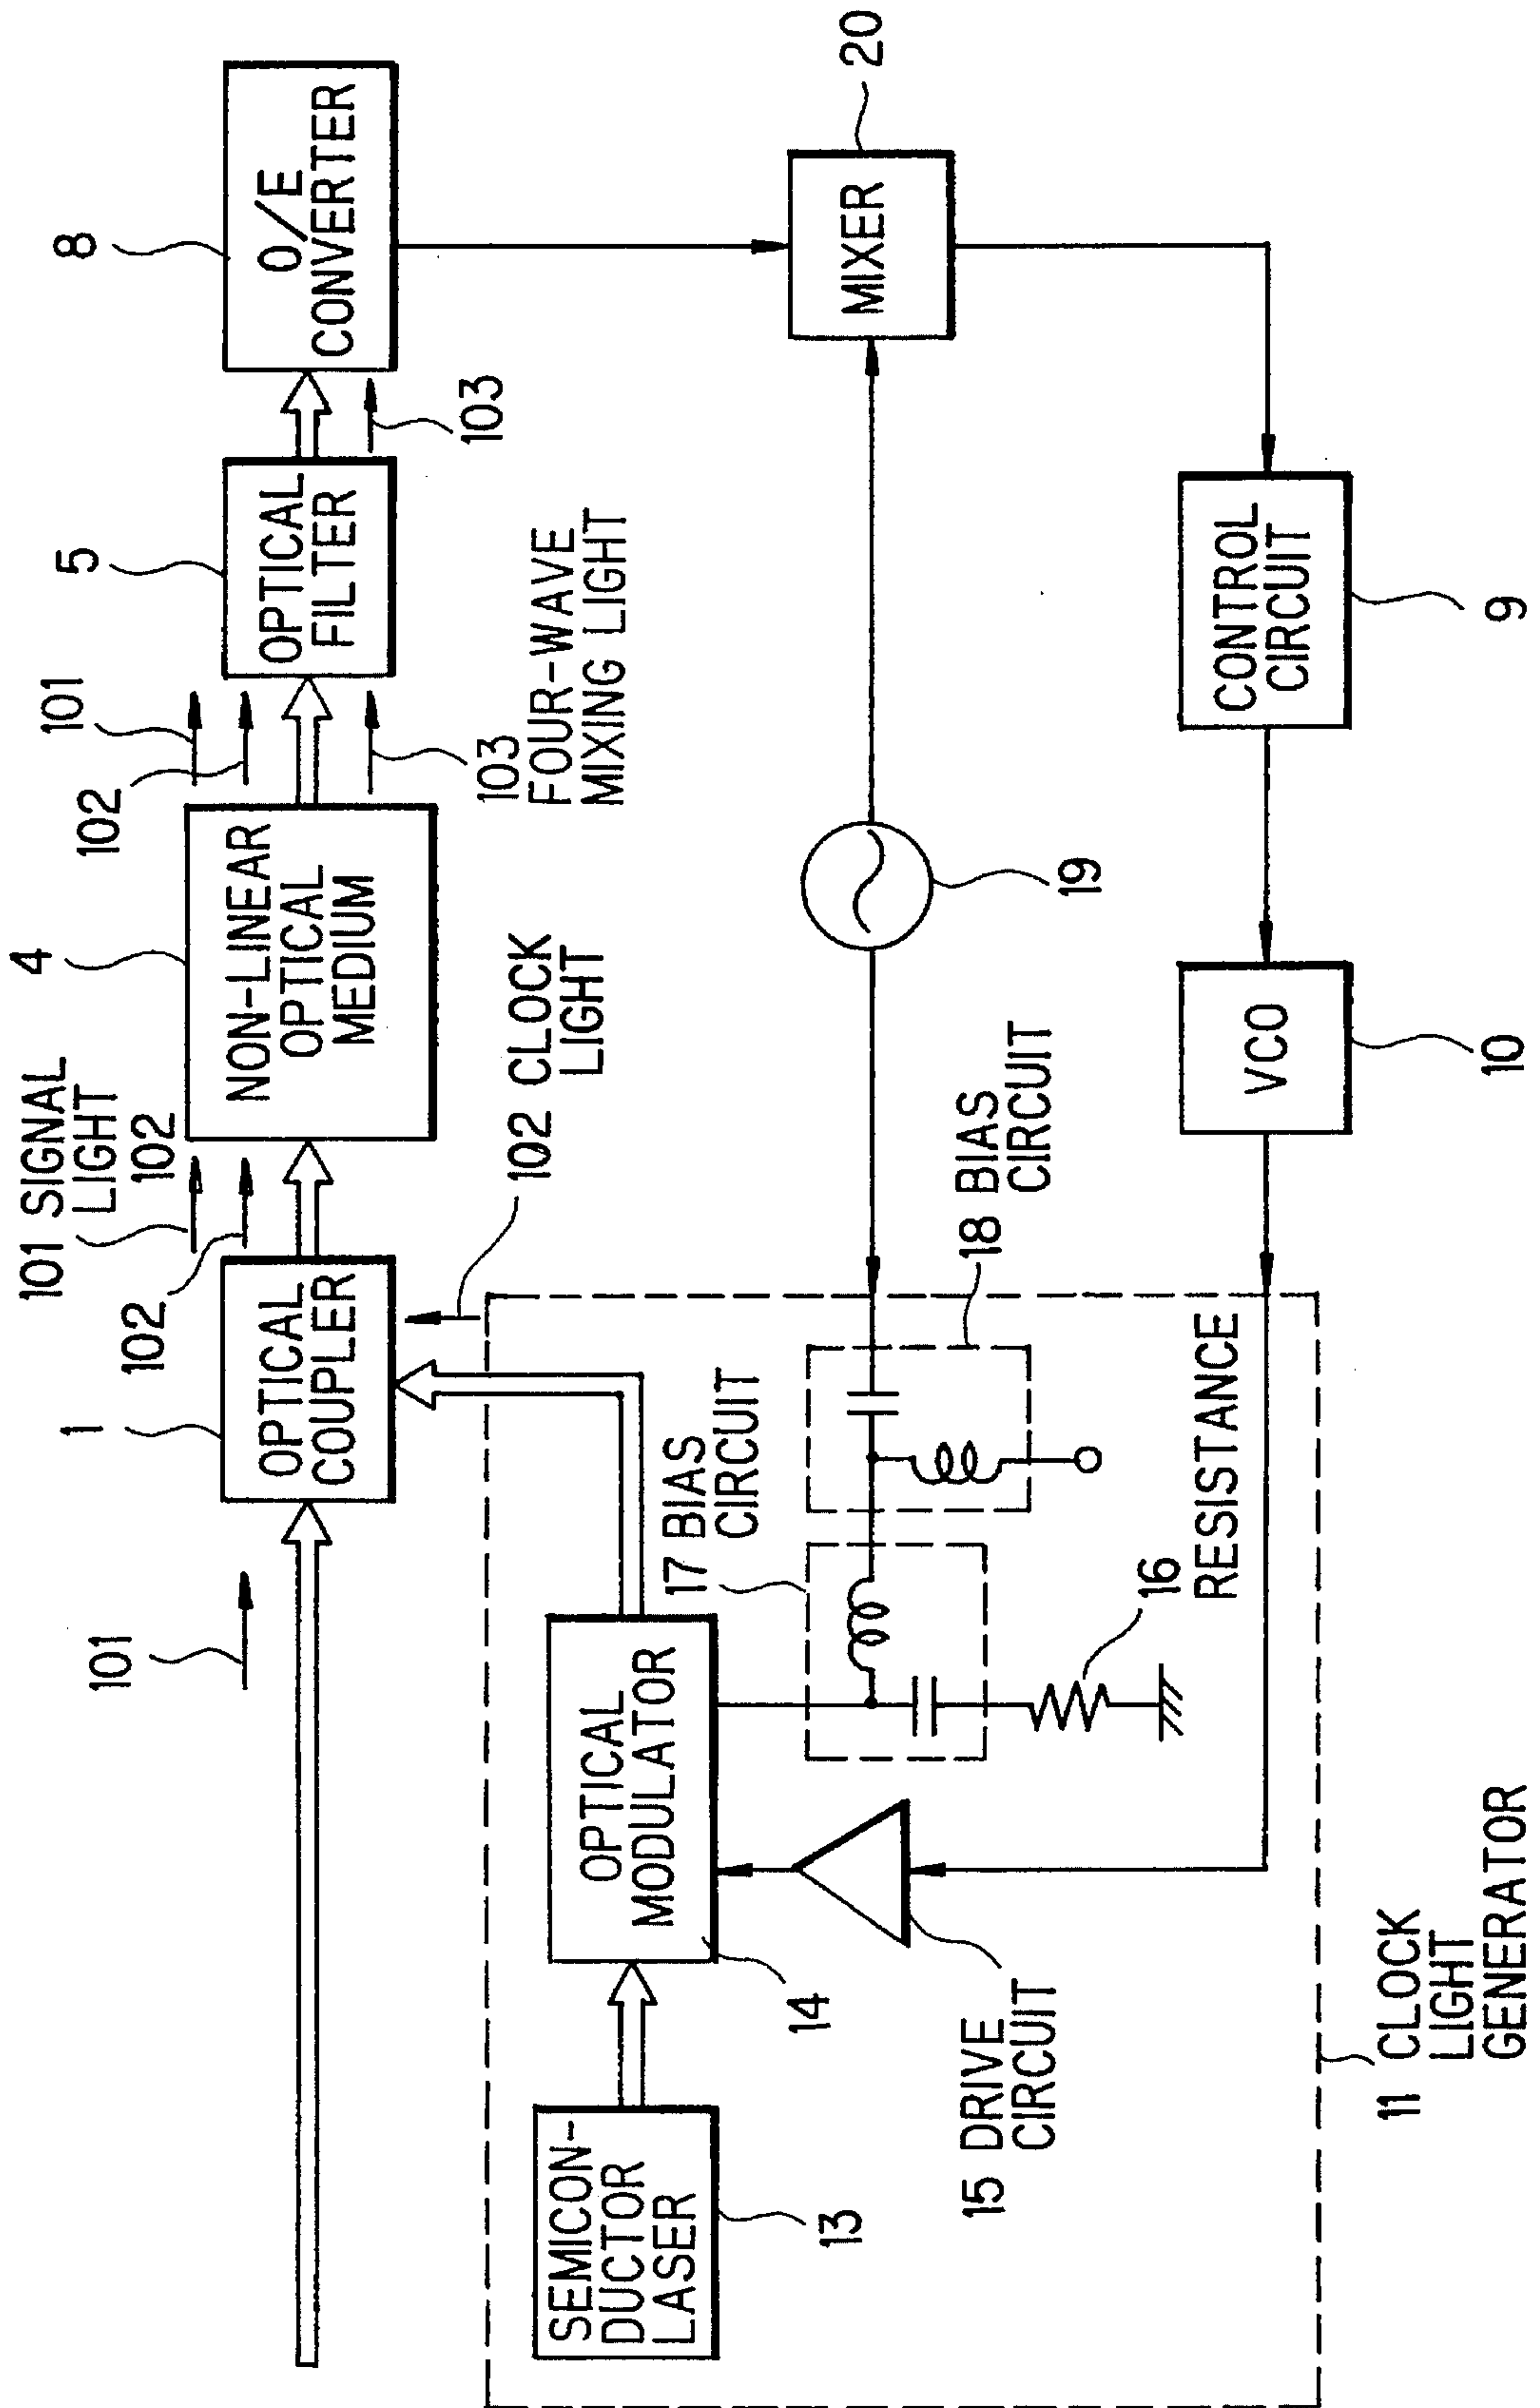 101
1
OPTICAL
COUPLER
101 SIGNAL
LIGHT
102
102
4
NON-LINEAR
OPTICAL
MEDIUM
101
102
5
OPTICAL
FILTER
103
FOUR-WAVE
MIXING LIGHT
103
8
O/E
CONVERTER
102 CLOCK
LIGHT
SEMICON-
DUCTOR
LASER
13
OPTICAL
MODULATOR
14
15 DRIVE
CIRCUIT
17 BIAS
CIRCUIT
16
RESISTANCE
18 BIAS
CIRCUIT
19
MIXER
20
VCO
10
CONTROL
CIRCUIT
9
11 CLOCK
LIGHT
GENERATOR